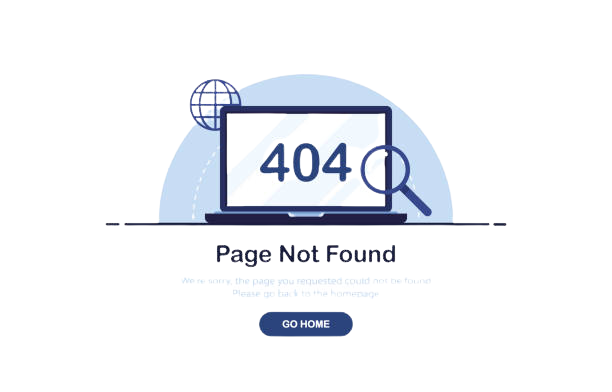 404
Page Not Found
We're sorry, the page you requested could not be found
Please go back to the homepage
GO HOME